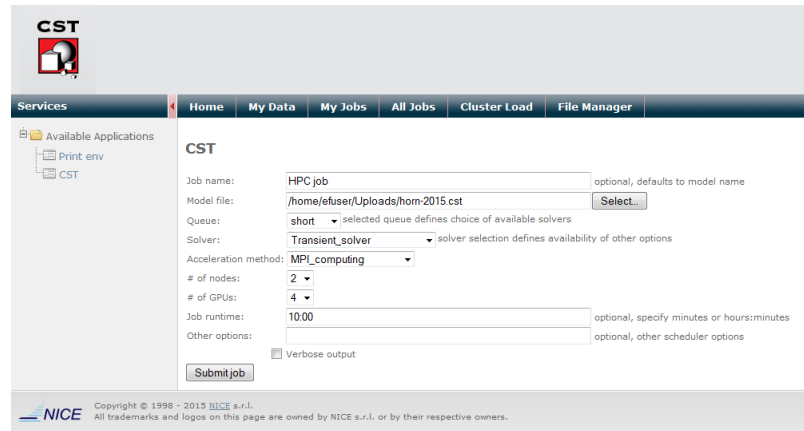 CST
Services
Home My Data My Jobs All Jobs Cluster Load File Manager
Available Applications
Print env
CST
CST
Job name: HPC job optional, defaults to model name
Model file: /home/efuser/Uploads/horn-2015.cst Select...
Queue: short selected queue defines choice of available solvers
Solver: Transient_solver solver selection defines availability of other options
Acceleration method: MPI_computing
# of nodes: 2
# of GPUs: 4
Job runtime: 10:00 optional, specify minutes or hours:minutes
Other options: optional, other scheduler options
Verbose output
Submit job
NICE
Copyright © 1998 - 2015 NICE s.r.l.
All trademarks and logos on this page are owned by NICE s.r.l. or by their respective owners.